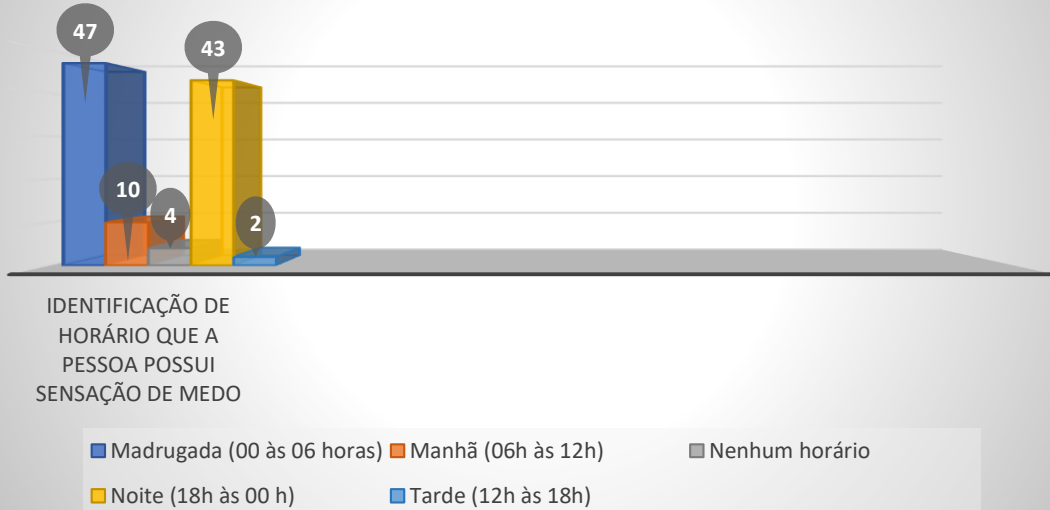 47
43
10
4
2
IDENTIFICAÇÃO DE
HORÁRIO QUE A
PESSOA POSSUI
SENSAÇÃO DE MEDO
Madrugada (00 às 06 horas)
Manhã (06h às 12h)
Nenhum horário
Noite (18h às 00 h)
Tarde (12h às 18h)